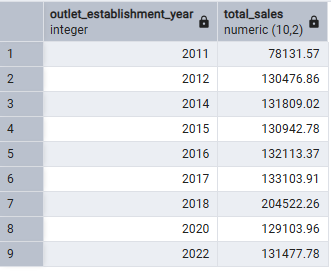 outlet_establishment_year total_sales
integer numeric (10,2)
1 2011 78131.57
2 2012 130476.86
3 2014 131809.02
4 2015 130942.78
5 2016 132113.37
6 2017 133103.91
7 2018 204522.26
8 2020 129103.96
9 2022 131477.78